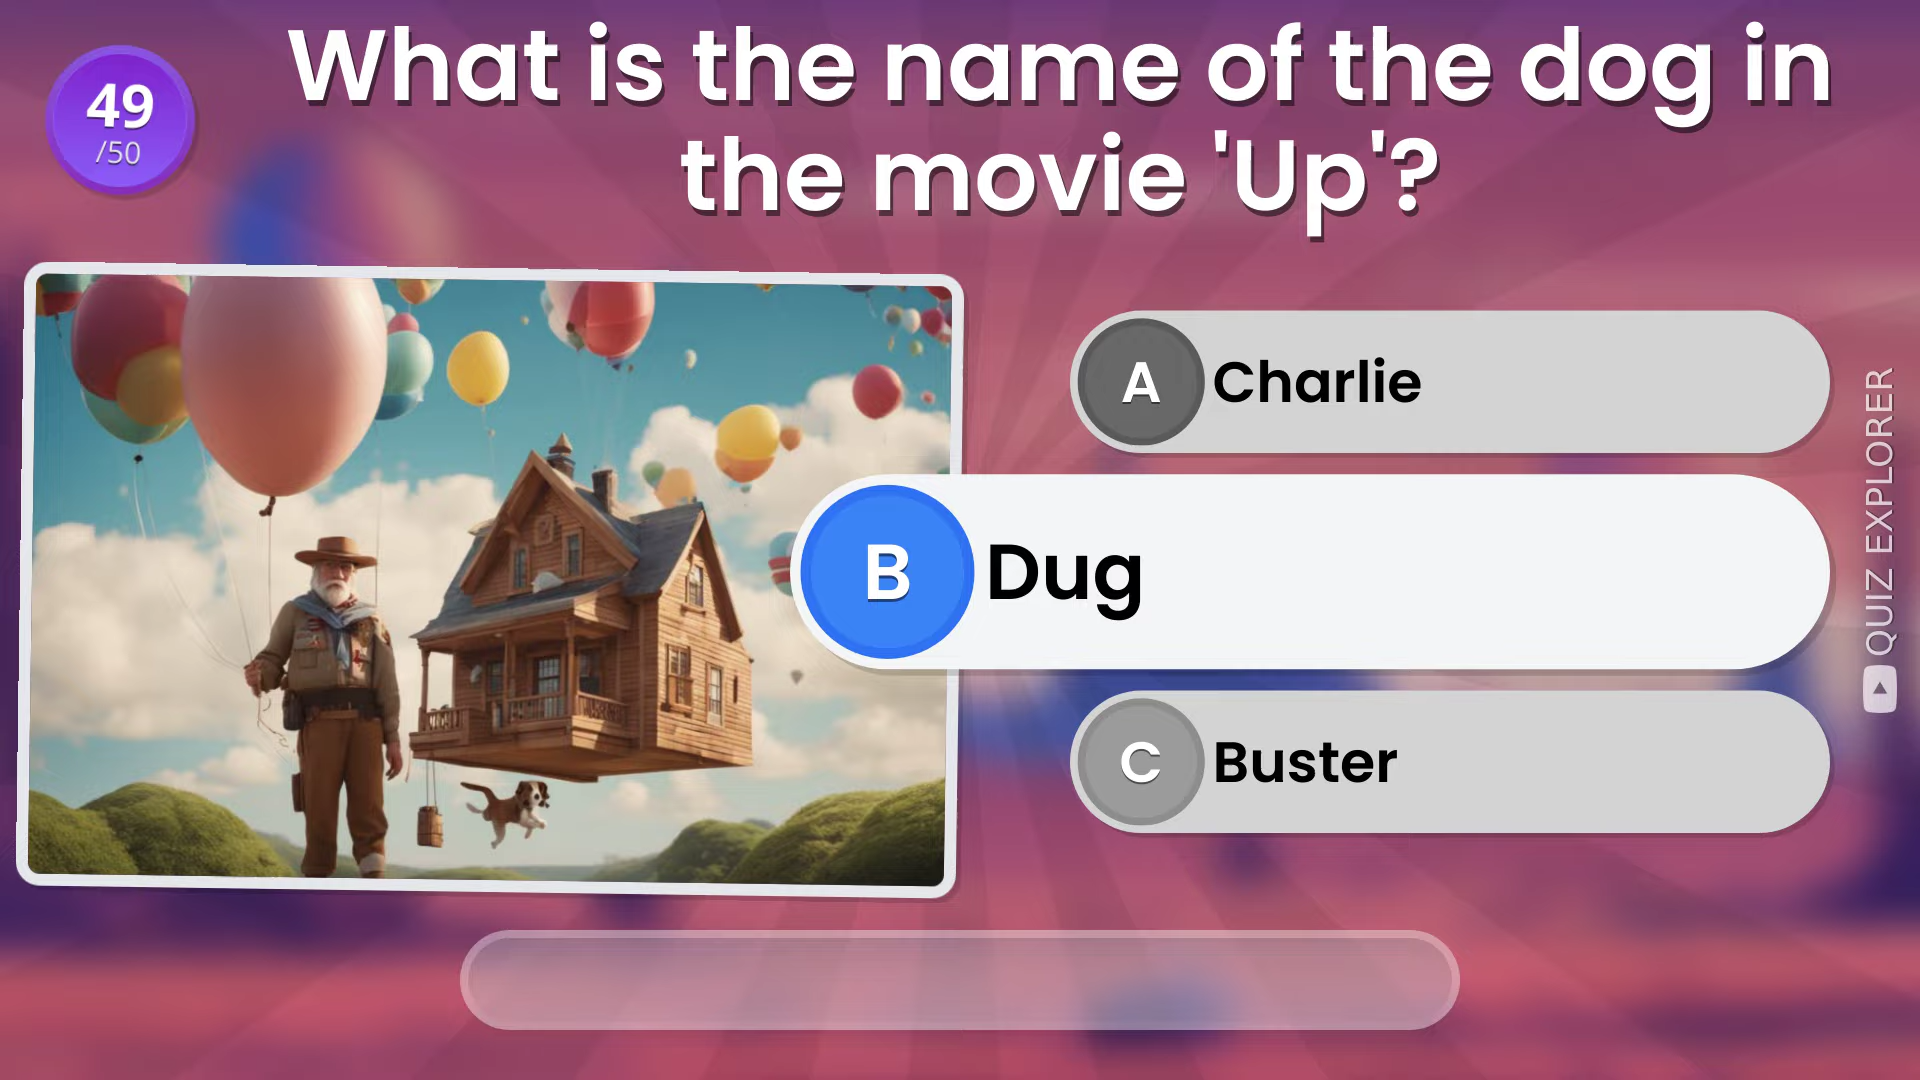 49
/50
What is the name of the dog in
the movie 'Up'?
A Charlie
B Dug
C Buster
QUIZ EXPLORER